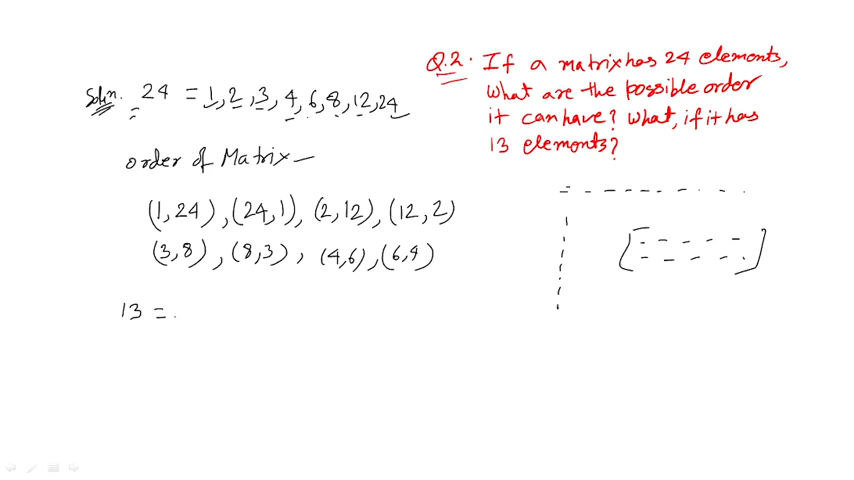 Q.2. If a matrix has 24 elements,
what are the possible order
it can have? What, if it has
13 elements?
Soln. 24 = 1, 2, 3, 4, 6, 8, 12, 24
order of Matrix –
(1,24), (24,1), (2,12), (12,2)
(3,8), (8,3), (4,6), (6,4)
13 =